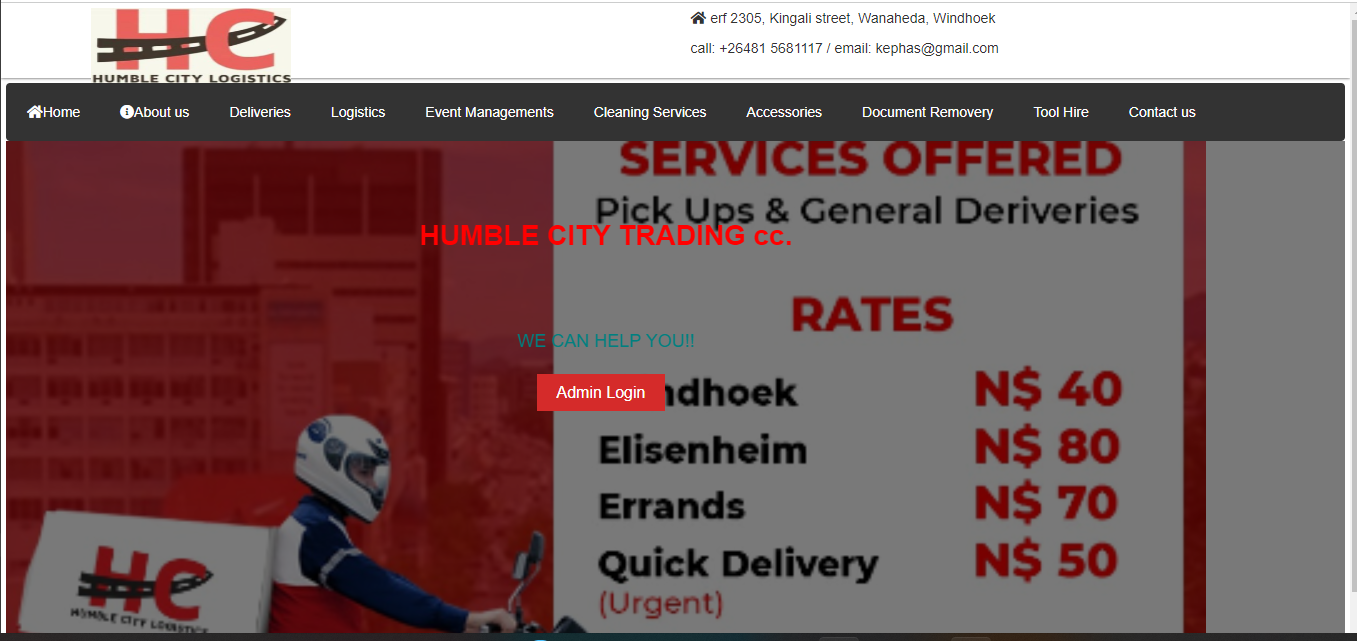 HC
HUMBLE CITY LOGISTICS
erf 2305, Kingali street, Wanaheda, Windhoek
call: +26481 5681117 / email: kephas@gmail.com
Home About us Deliveries Logistics Event Managements Cleaning Services Accessories Document Removery Tool Hire Contact us
SERVICES OFFERED
Pick Ups & General Deriveries
HUMBLE CITY TRADING cc.
RATES
WE CAN HELP YOU!!
Admin Login
ndhoek N$ 40
Elisenheim N$ 80
Errands N$ 70
Quick Delivery N$ 50
(Urgent)
HC
HUMBLE CITY LOGISTICS